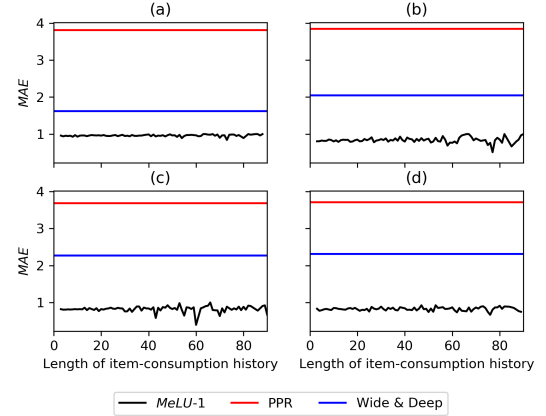 (a) (b)
4
3
2
1
MAE
(c) (d)
4
3
2
1
MAE
0 20 40 60 80 0 20 40 60 80
Length of item-consumption history Length of item-consumption history
MeLU-1 PPR Wide & Deep